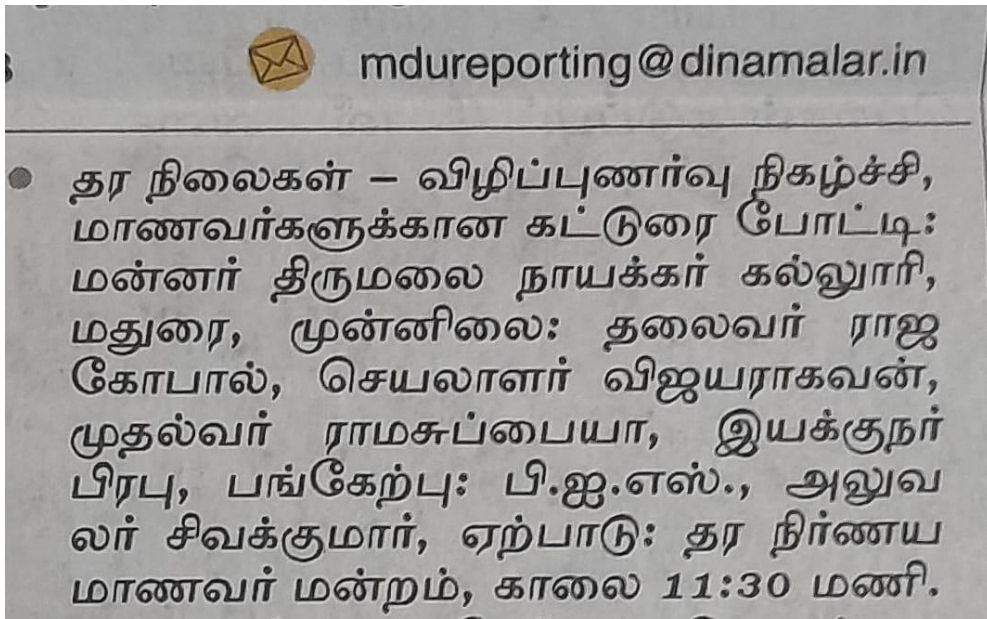 mdureporting@dinamalar.in
● தர நிலைகள் – விழிப்புணர்வு நிகழ்ச்சி,
மாணவர்களுக்கான கட்டுரை போட்டி:
மன்னர் திருமலை நாயக்கர் கல்லூரி,
மதுரை, முன்னிலை: தலைவர் ராஜ
கோபால், செயலாளர் விஜயராகவன்,
முதல்வர் ராமசுப்பையா, இயக்குநர்
பிரபு, பங்கேற்பு: பி.ஐ.எஸ்., அலுவ
லர் சிவக்குமார், ஏற்பாடு: தர நிர்ணய
மாணவர் மன்றம், காலை 11:30 மணி.